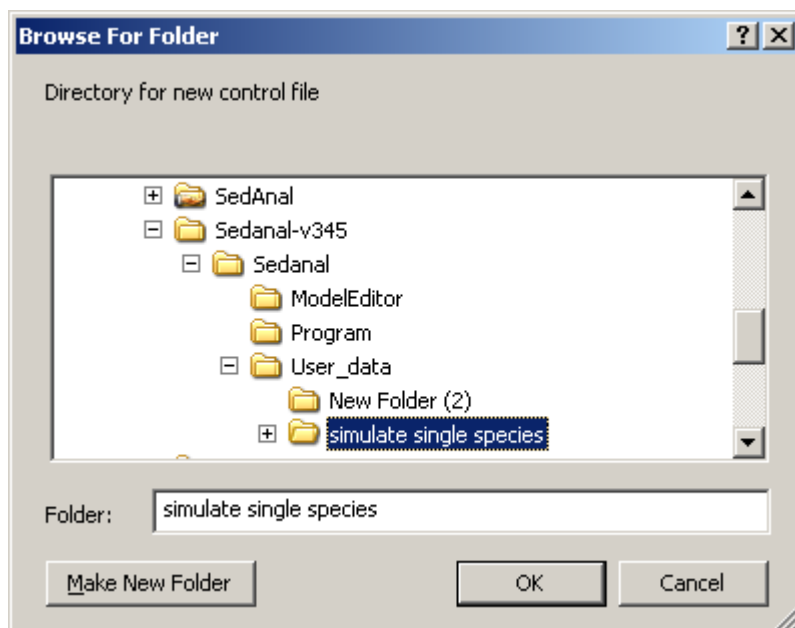 Browse For Folder
Directory for new control file
SedAnal
Sedanal-v345
Sedanal
ModelEditor
Program
User_data
New Folder (2)
simulate single species
Folder: simulate single species
Make New Folder OK Cancel